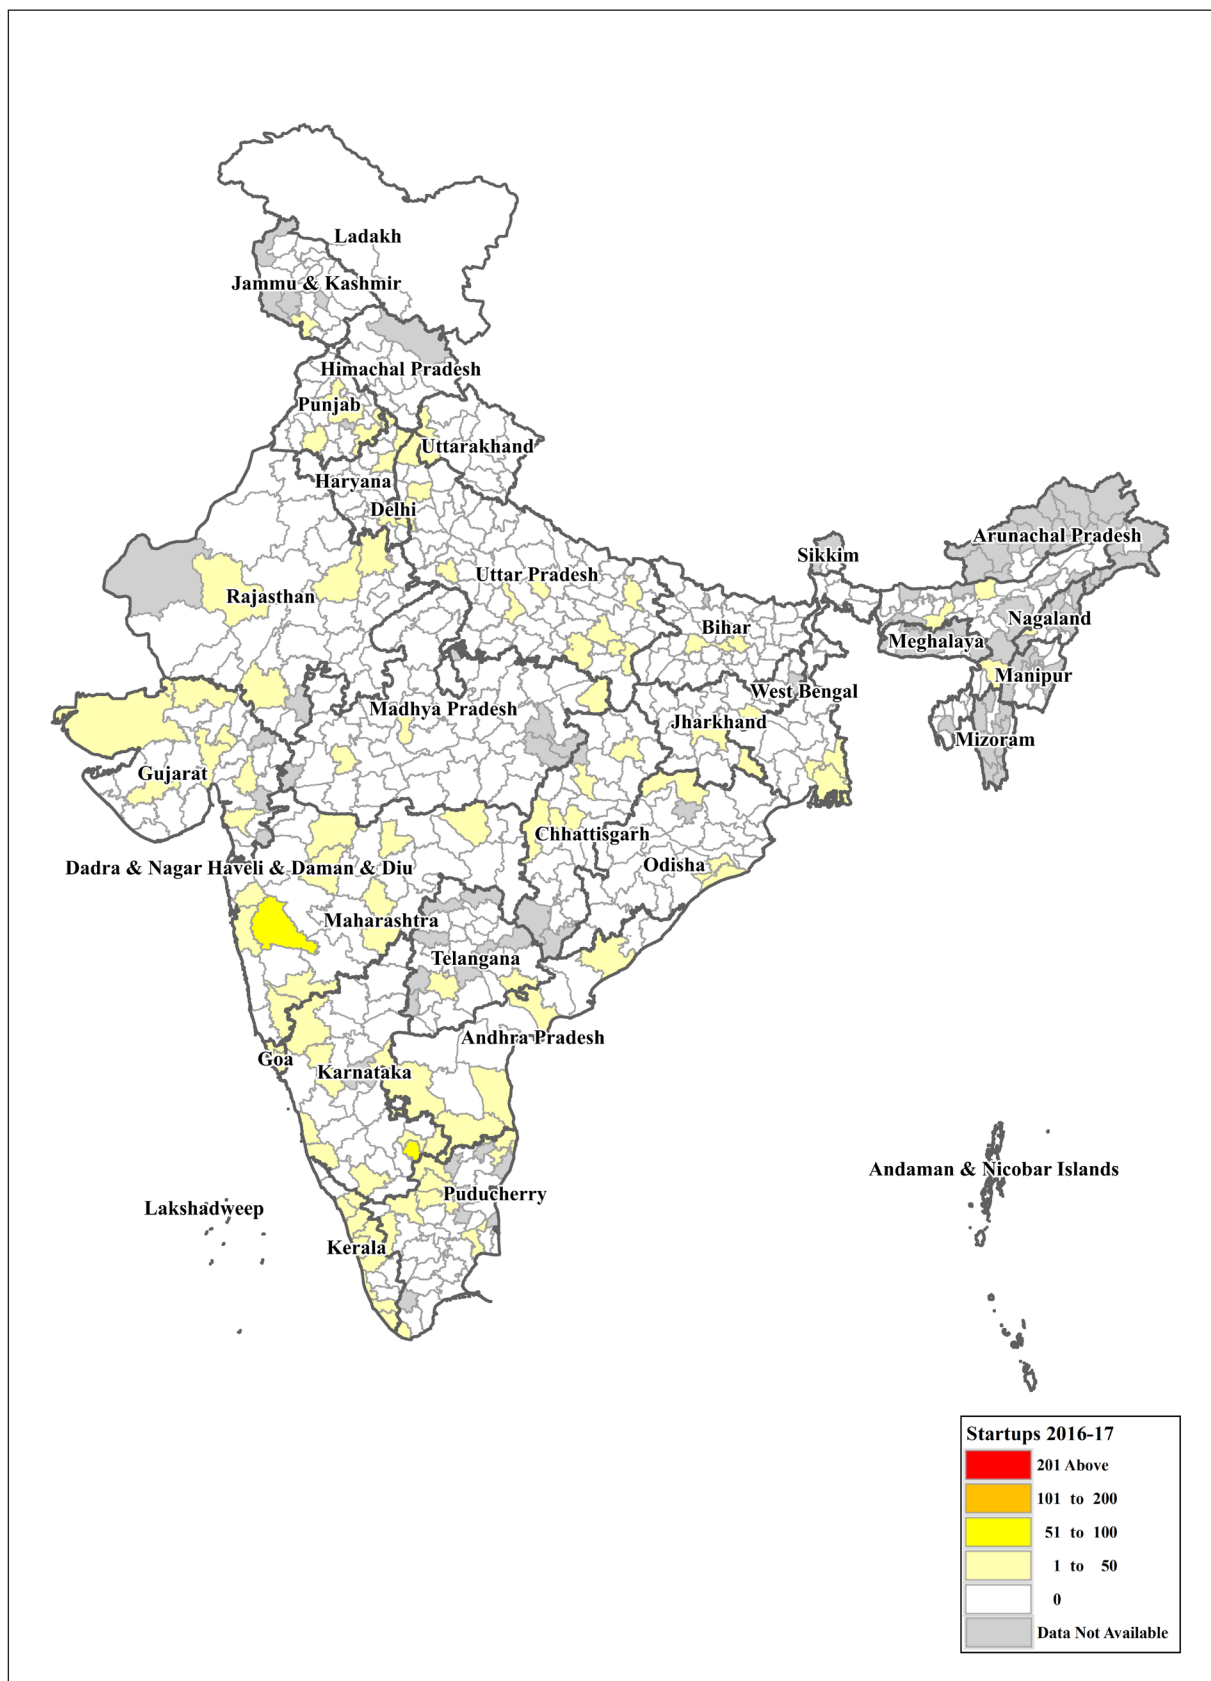 Ladakh
Jammu & Kashmir
Himachal Pradesh
Punjab
Uttarakhand
Haryana
Delhi
Arunachal Pradesh
Sikkim
Uttar Pradesh
Rajasthan
Nagaland
Bihar
Meghalaya
Manipur
West Bengal
Madhya Pradesh
Jharkhand
Mizoram
Gujarat
Chhattisgarh
Odisha
Dadra & Nagar Haveli & Daman & Diu
Maharashtra
Telangana
Andhra Pradesh
Goa
Karnataka
Andaman & Nicobar Islands
Puducherry
Lakshadweep
Kerala
Startups 2016-17
201 Above
101 to 200
51 to 100
1 to 50
0
Data Not Available